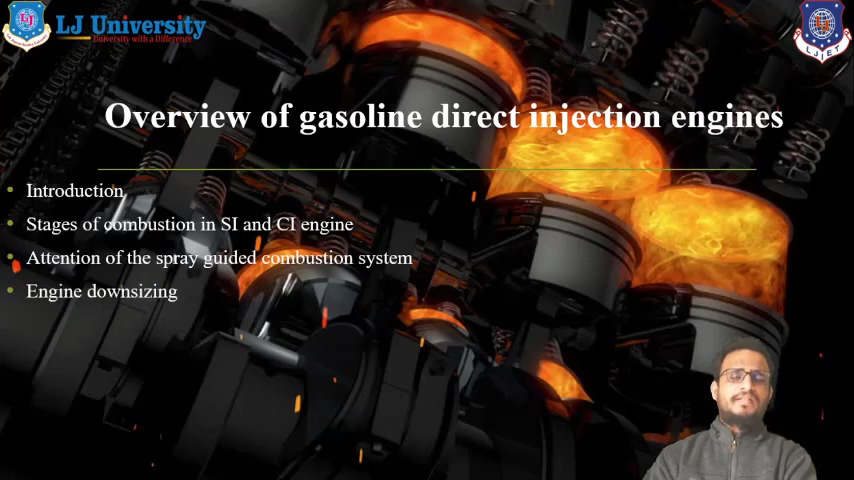 LJ University
University with a Difference
LJIET
Overview of gasoline direct injection engines
Introduction
Stages of combustion in SI and CI engine
Attention of the spray guided combustion system
Engine downsizing